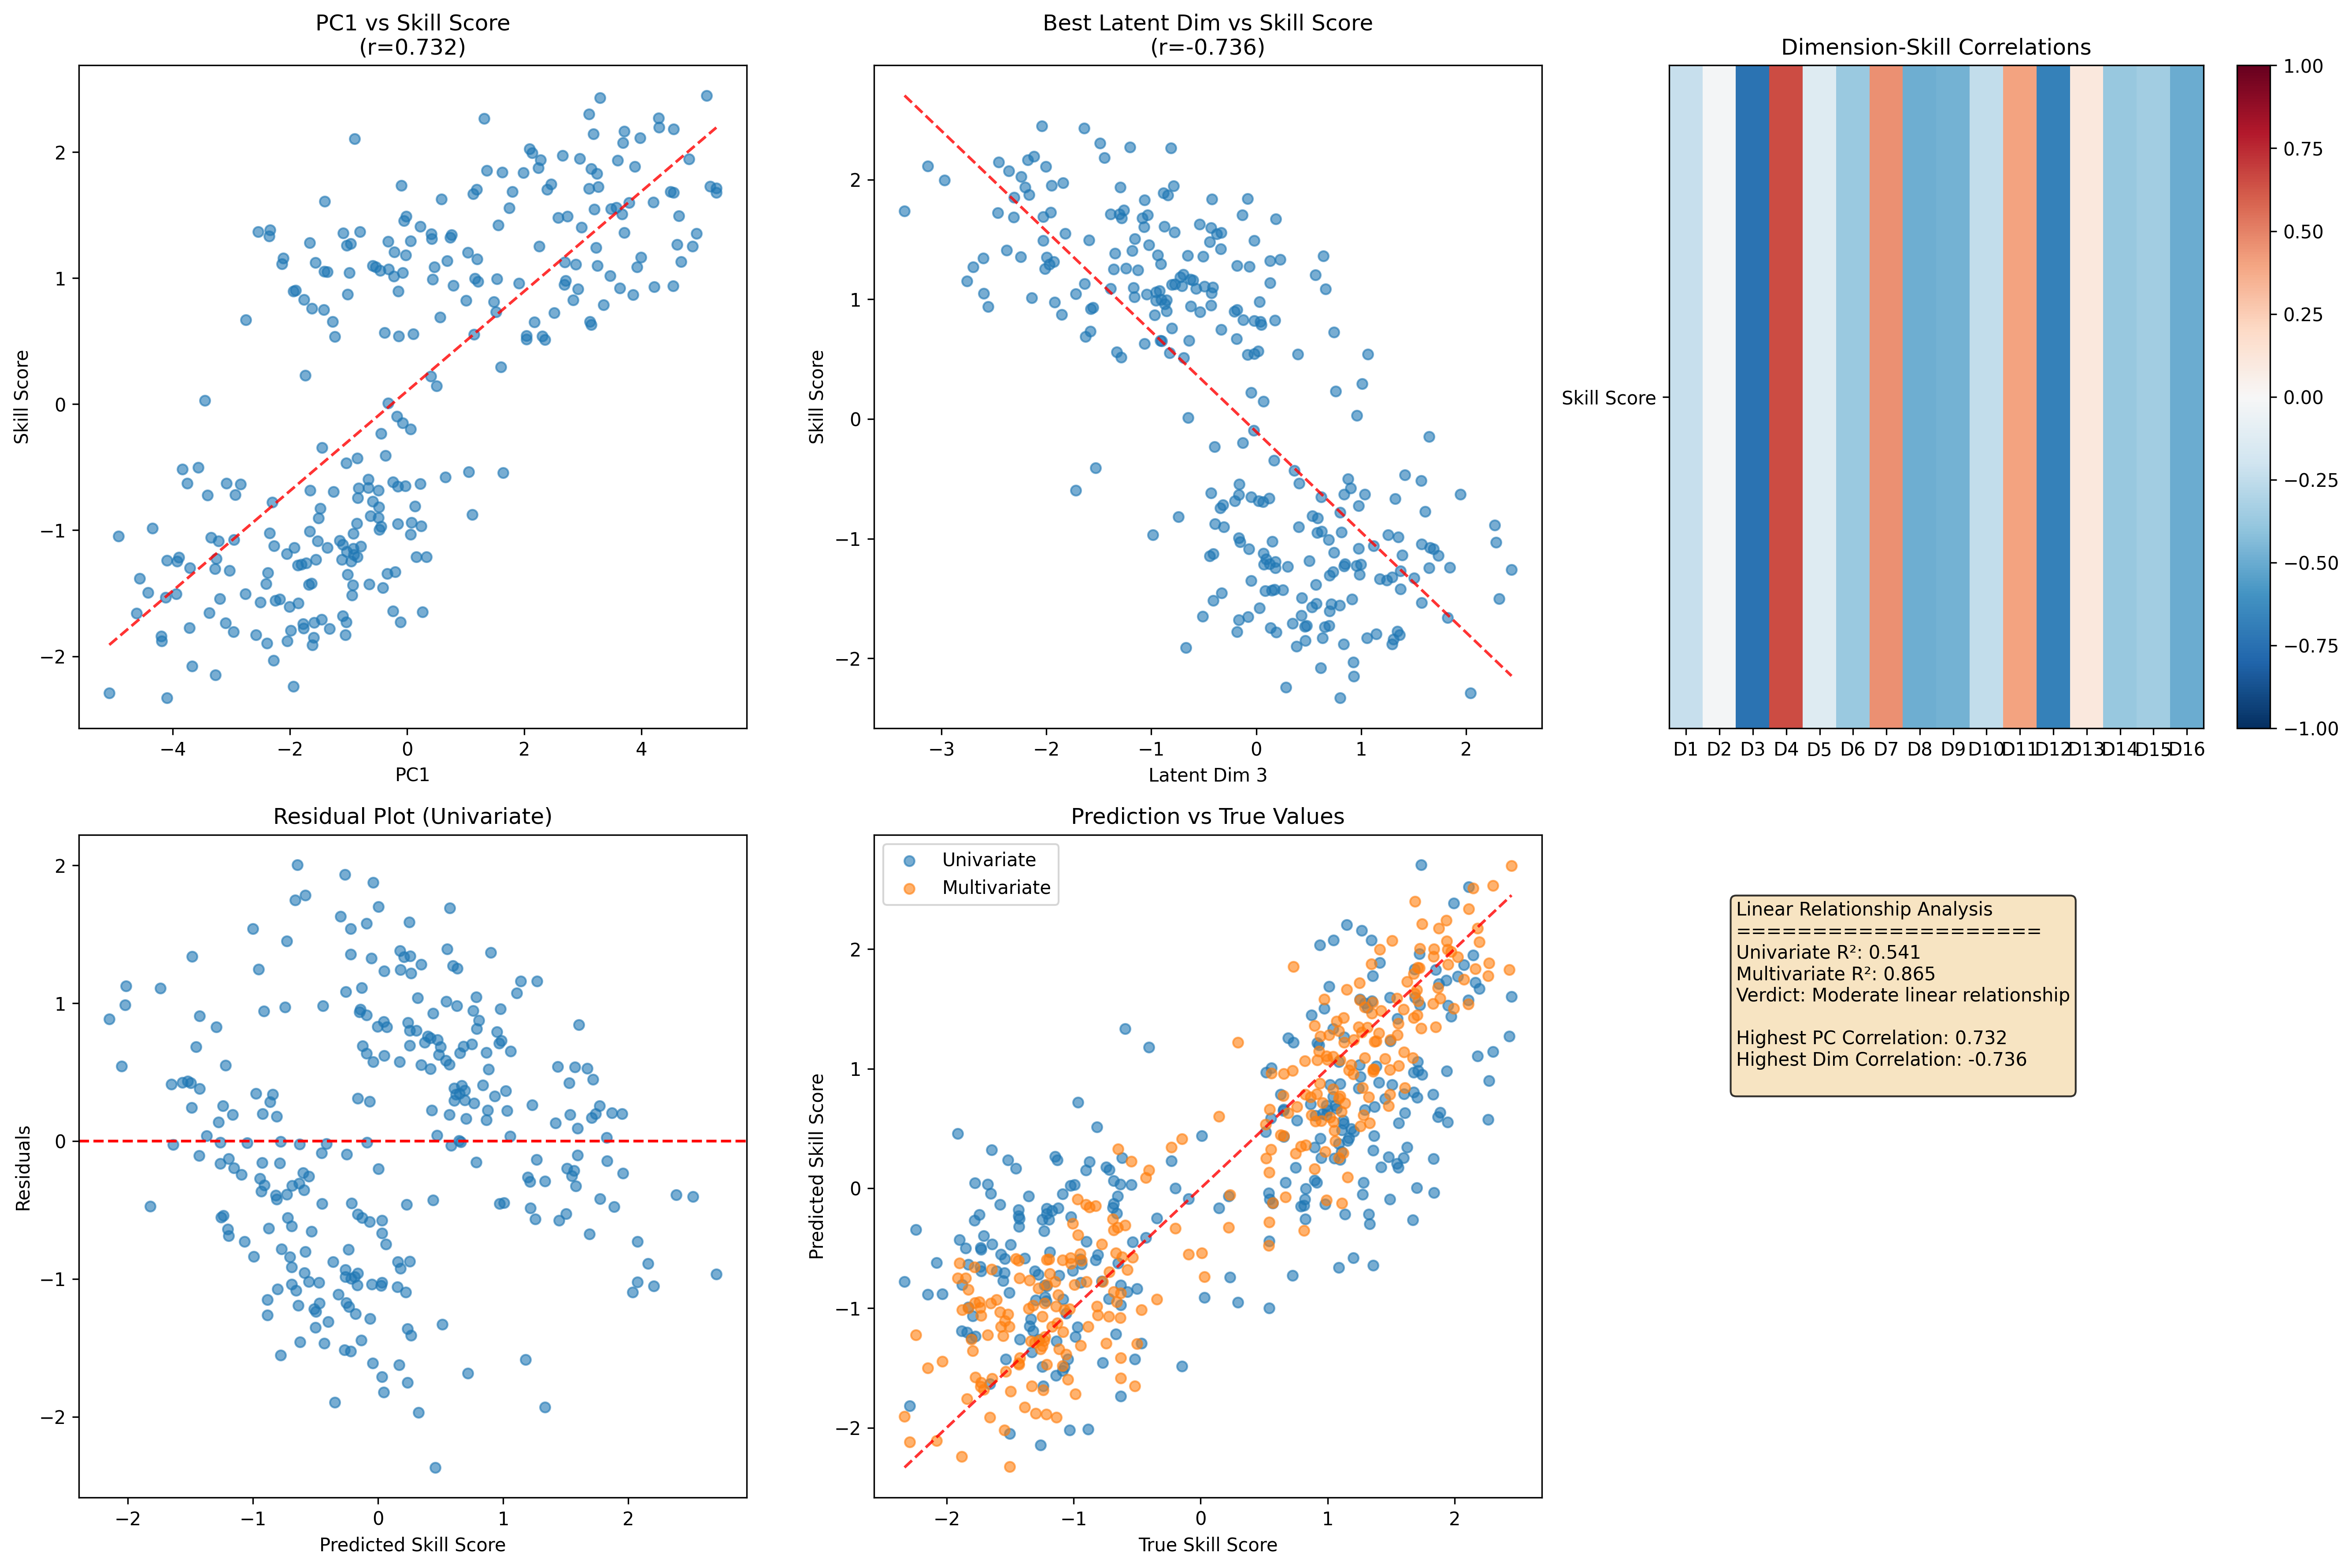 PC1 vs Skill Score
(r=0.732)
Skill Score
2
1
0
−1
−2
−4
−2
0
2
4
PC1
Best Latent Dim vs Skill Score
(r=-0.736)
Skill Score
2
1
0
−1
−2
−3
−2
−1
0
1
2
Latent Dim 3
Dimension-Skill Correlations
Skill Score
D1 D2 D3 D4 D5 D6 D7 D8 D9 D10 D11 D12 D13 D14 D15 D16
1.00
0.75
0.50
0.25
0.00
−0.25
−0.50
−0.75
−1.00
Residual Plot (Univariate)
Residuals
2
1
0
−1
−2
−2
−1
0
1
2
Predicted Skill Score
Prediction vs True Values
Univariate
Multivariate
Predicted Skill Score
2
1
0
−1
−2
−2
−1
0
1
2
True Skill Score
Linear Relationship Analysis
====================
Univariate R²: 0.541
Multivariate R²: 0.865
Verdict: Moderate linear relationship
Highest PC Correlation: 0.732
Highest Dim Correlation: -0.736